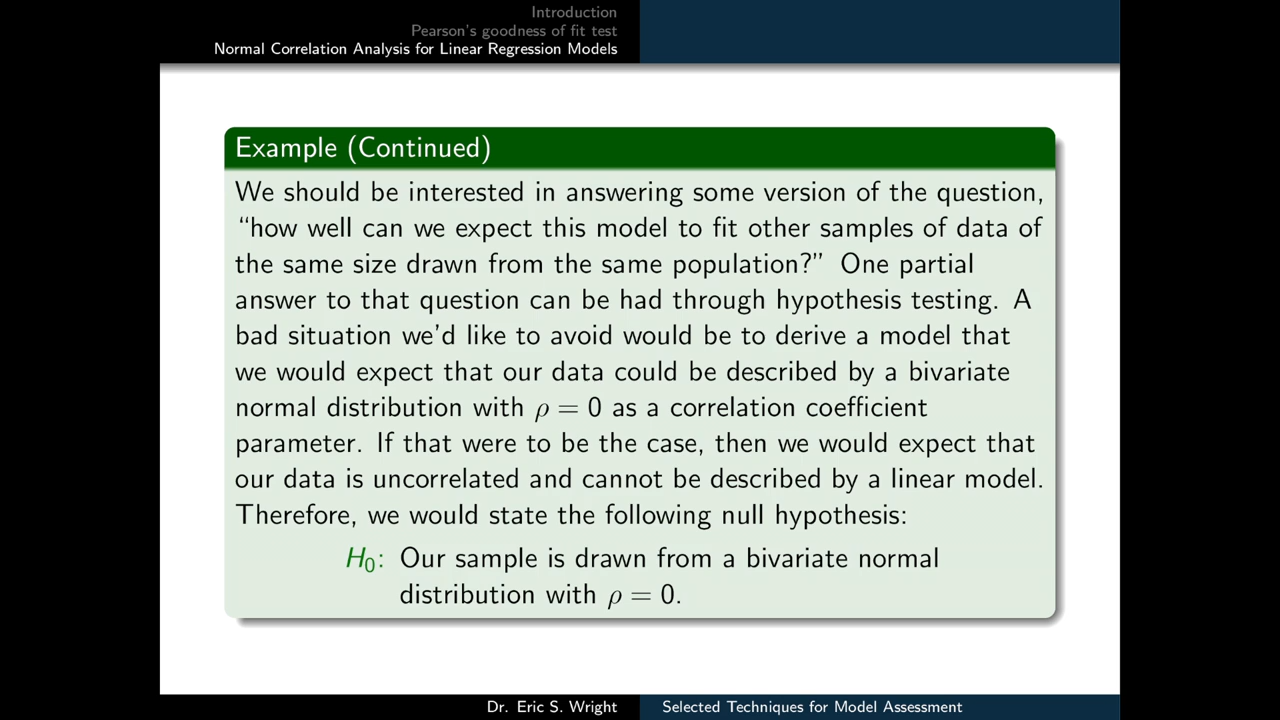 Introduction
Pearson's goodness of fit test
Normal Correlation Analysis for Linear Regression Models
Example (Continued)
We should be interested in answering some version of the question,
“how well can we expect this model to fit other samples of data of
the same size drawn from the same population?” One partial
answer to that question can be had through hypothesis testing. A
bad situation we'd like to avoid would be to derive a model that
we would expect that our data could be described by a bivariate
normal distribution with ρ = 0 as a correlation coefficient
parameter. If that were to be the case, then we would expect that
our data is uncorrelated and cannot be described by a linear model.
Therefore, we would state the following null hypothesis:
H₀: Our sample is drawn from a bivariate normal
distribution with ρ = 0.
Dr. Eric S. Wright
Selected Techniques for Model Assessment